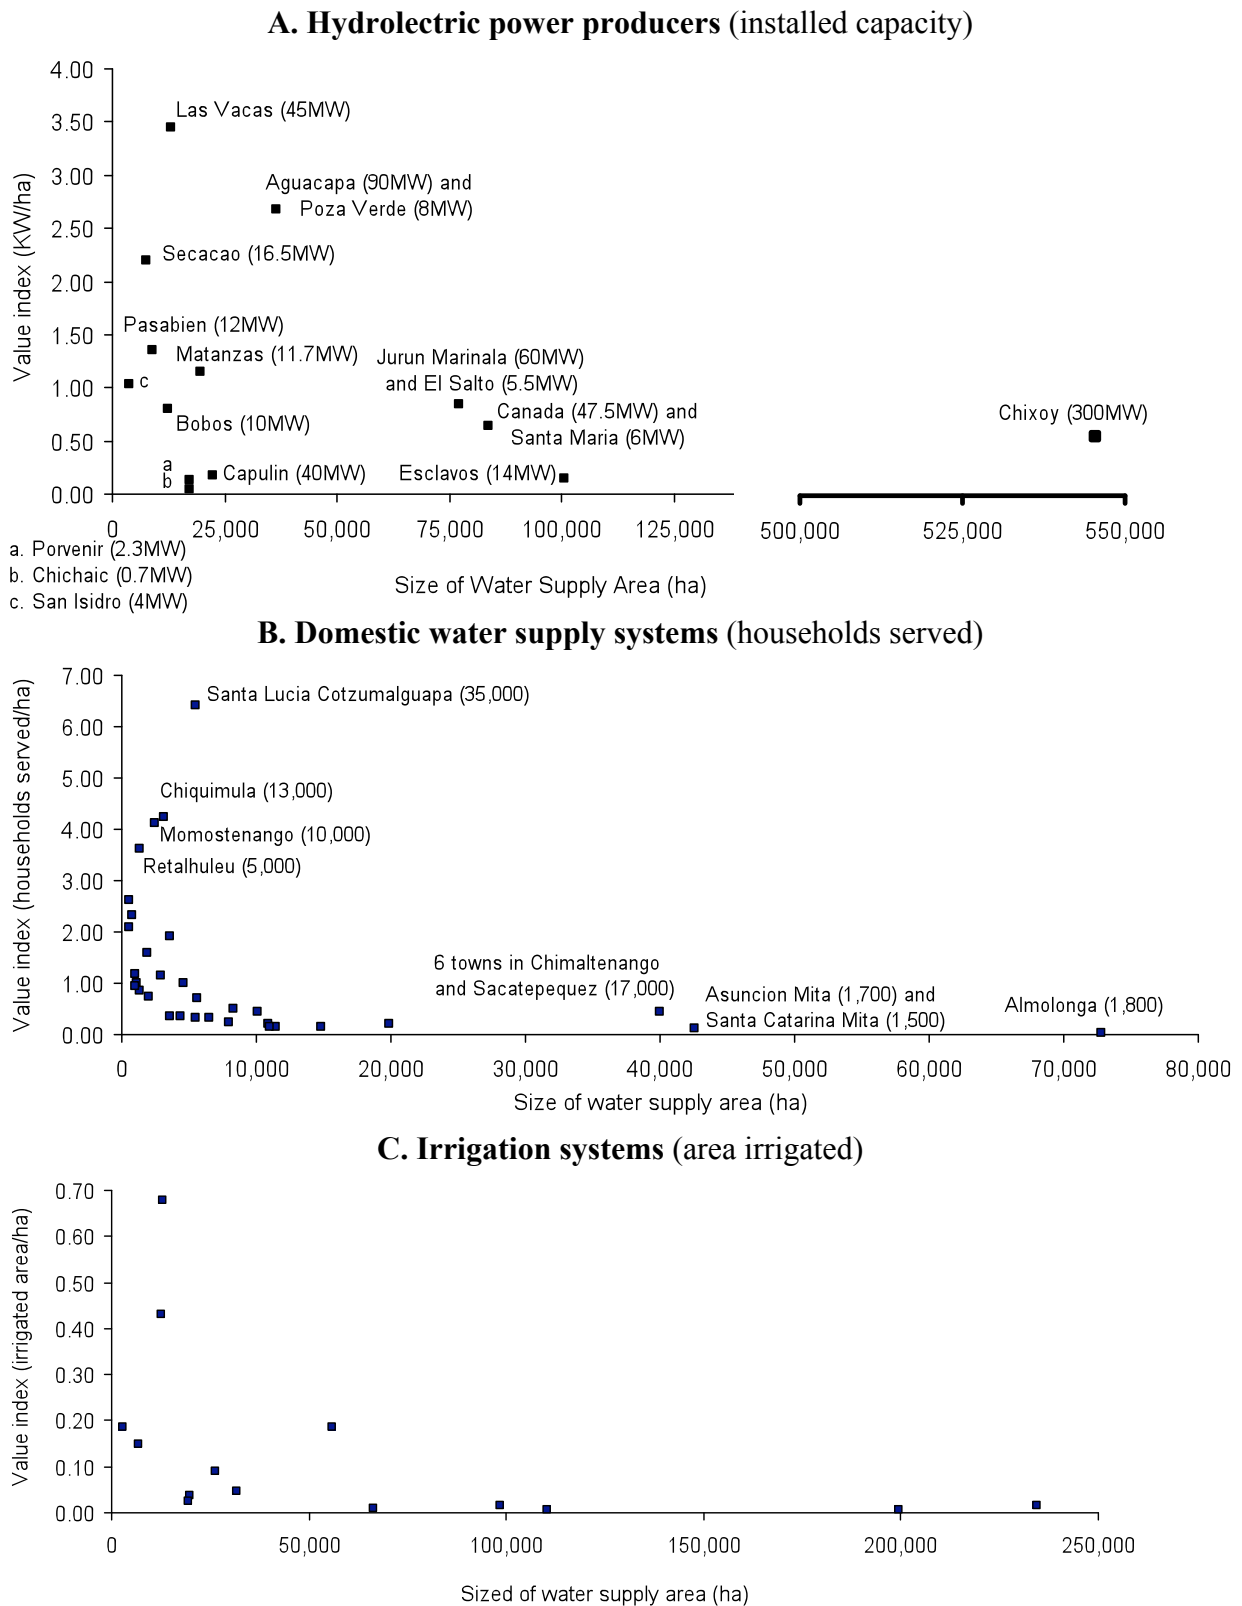 A. Hydrolectric power producers (installed capacity)
4.00
Las Vacas (45MW)
3.50
3.00
Aguacapa (90MW) and
Poza Verde (8MW)
2.50
Secacao (16.5MW)
2.00
Value index (KW/ha)
1.50
Pasabien (12MW)
Matanzas (11.7MW)
Jurun Marinala (60MW)
and El Salto (5.5MW)
1.00
c
Bobos (10MW)
Canada (47.5MW) and
Santa Maria (6MW)
Chixoy (300MW)
0.50
a
b
Capulin (40MW)
Esclavos (14MW)
0.00
0 25,000 50,000 75,000 100,000 125,000 500,000 525,000 550,000
a. Porvenir (2.3MW)
b. Chichaic (0.7MW)
c. San Isidro (4MW)
Size of Water Supply Area (ha)
B. Domestic water supply systems (households served)
7.00
Santa Lucia Cotzumalguapa (35,000)
6.00
5.00
Chiquimula (13,000)
4.00
Momostenango (10,000)
Retalhuleu (5,000)
3.00
Value index (households served/ha)
2.00
6 towns in Chimaltenango
and Sacatepequez (17,000)
1.00
Asuncion Mita (1,700) and
Santa Catarina Mita (1,500)
Almolonga (1,800)
0.00
0 10,000 20,000 30,000 40,000 50,000 60,000 70,000 80,000
Size of water supply area (ha)
C. Irrigation systems (area irrigated)
0.70
0.60
0.50
0.40
0.30
0.20
0.10
0.00
Value index (irrigated area/ha)
0 50,000 100,000 150,000 200,000 250,000
Sized of water supply area (ha)